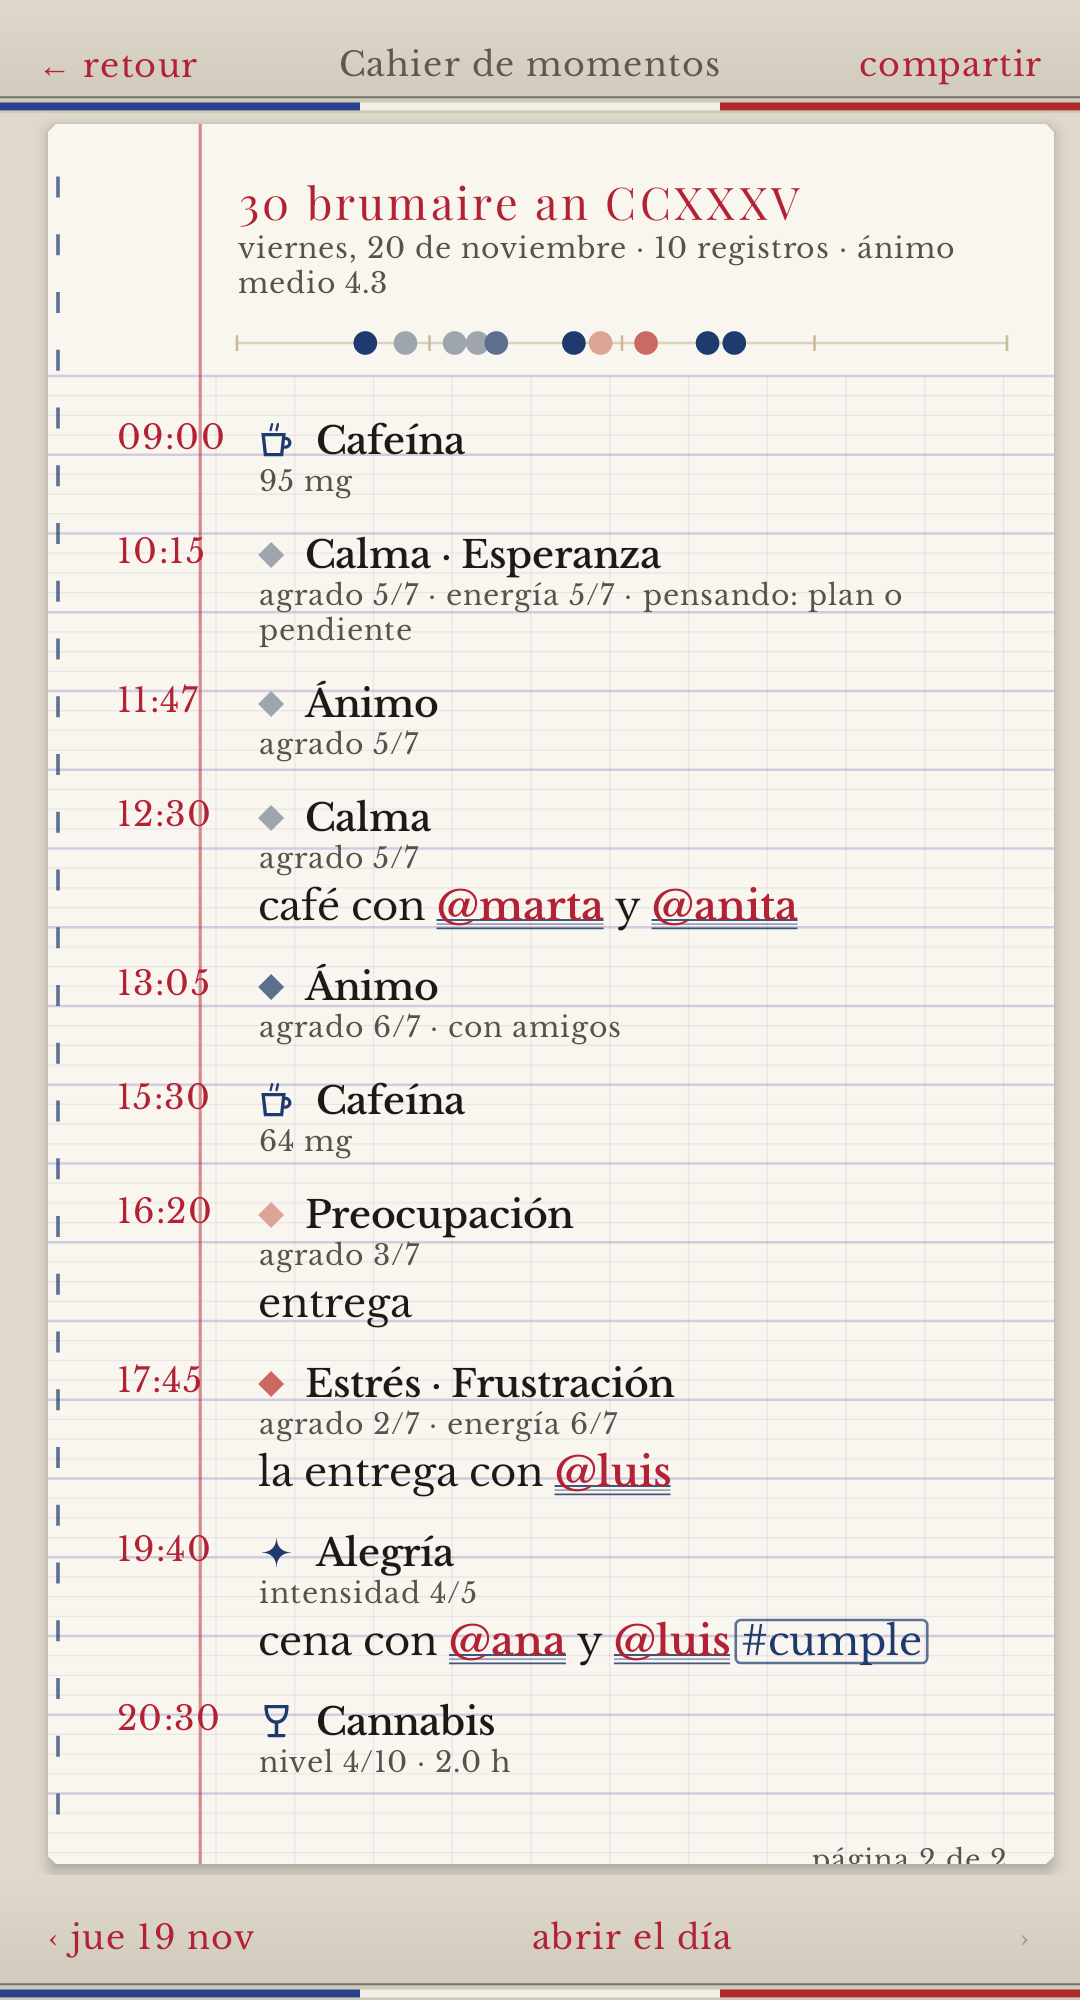 ← retour
Cahier de momentos
compartir
30 brumaire an CCXXXV
viernes, 20 de noviembre · 10 registros · ánimo
medio 4.3
09:00 Cafeína
95 mg
10:15 Calma · Esperanza
agrado 5/7 · energía 5/7 · pensando: plan o
pendiente
11:47 Ánimo
agrado 5/7
12:30 Calma
agrado 5/7
café con @marta y @anita
13:05 Ánimo
agrado 6/7 · con amigos
15:30 Cafeína
64 mg
16:20 Preocupación
agrado 3/7
entrega
17:45 Estrés · Frustración
agrado 2/7 · energía 6/7
la entrega con @luis
19:40 Alegría
intensidad 4/5
cena con @ana y @luis #cumple
20:30 Cannabis
nivel 4/10 · 2.0 h
página 2 de 2
‹ jue 19 nov
abrir el día
›